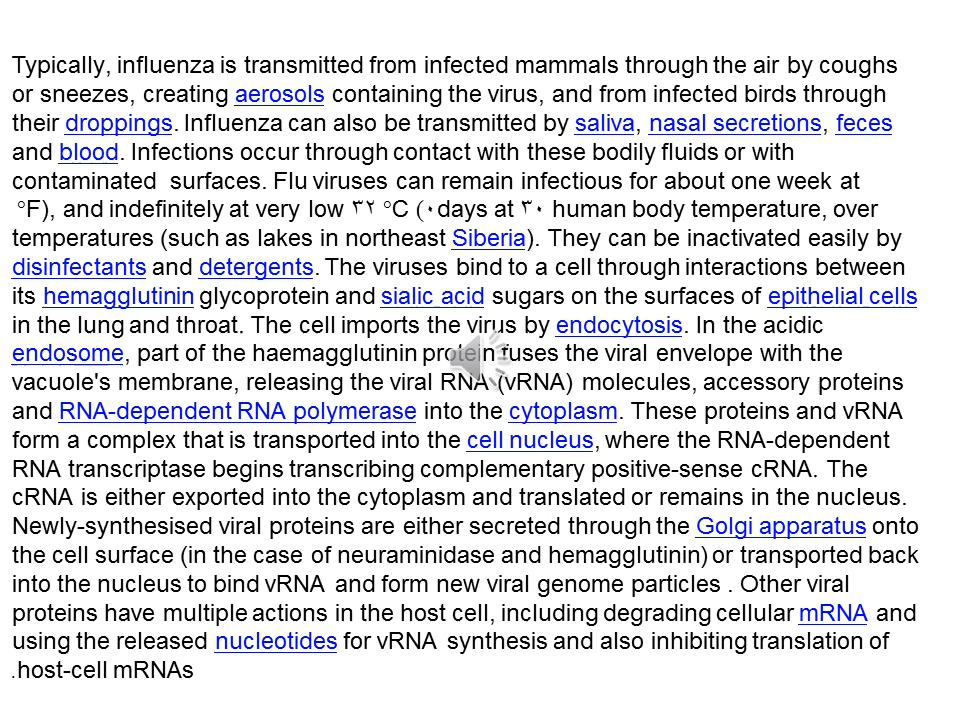 Typically, influenza is transmitted from infected mammals through the air by coughs
or sneezes, creating aerosols containing the virus, and from infected birds through
their droppings. Influenza can also be transmitted by saliva, nasal secretions, feces
and blood. Infections occur through contact with these bodily fluids or with
contaminated surfaces. Flu viruses can remain infectious for about one week at
°F), and indefinitely at very low ۳۲ °C (۰days at ۳۰ human body temperature, over
temperatures (such as lakes in northeast Siberia). They can be inactivated easily by
disinfectants and detergents. The viruses bind to a cell through interactions between
its hemagglutinin glycoprotein and sialic acid sugars on the surfaces of epithelial cells
in the lung and throat. The cell imports the virus by endocytosis. In the acidic
endosome, part of the haemagglutinin protein fuses the viral envelope with the
vacuole's membrane, releasing the viral RNA (vRNA) molecules, accessory proteins
and RNA-dependent RNA polymerase into the cytoplasm. These proteins and vRNA
form a complex that is transported into the cell nucleus, where the RNA-dependent
RNA transcriptase begins transcribing complementary positive-sense cRNA. The
cRNA is either exported into the cytoplasm and translated or remains in the nucleus.
Newly-synthesised viral proteins are either secreted through the Golgi apparatus onto
the cell surface (in the case of neuraminidase and hemagglutinin) or transported back
into the nucleus to bind vRNA and form new viral genome particles . Other viral
proteins have multiple actions in the host cell, including degrading cellular mRNA and
using the released nucleotides for vRNA synthesis and also inhibiting translation of
.host-cell mRNAs